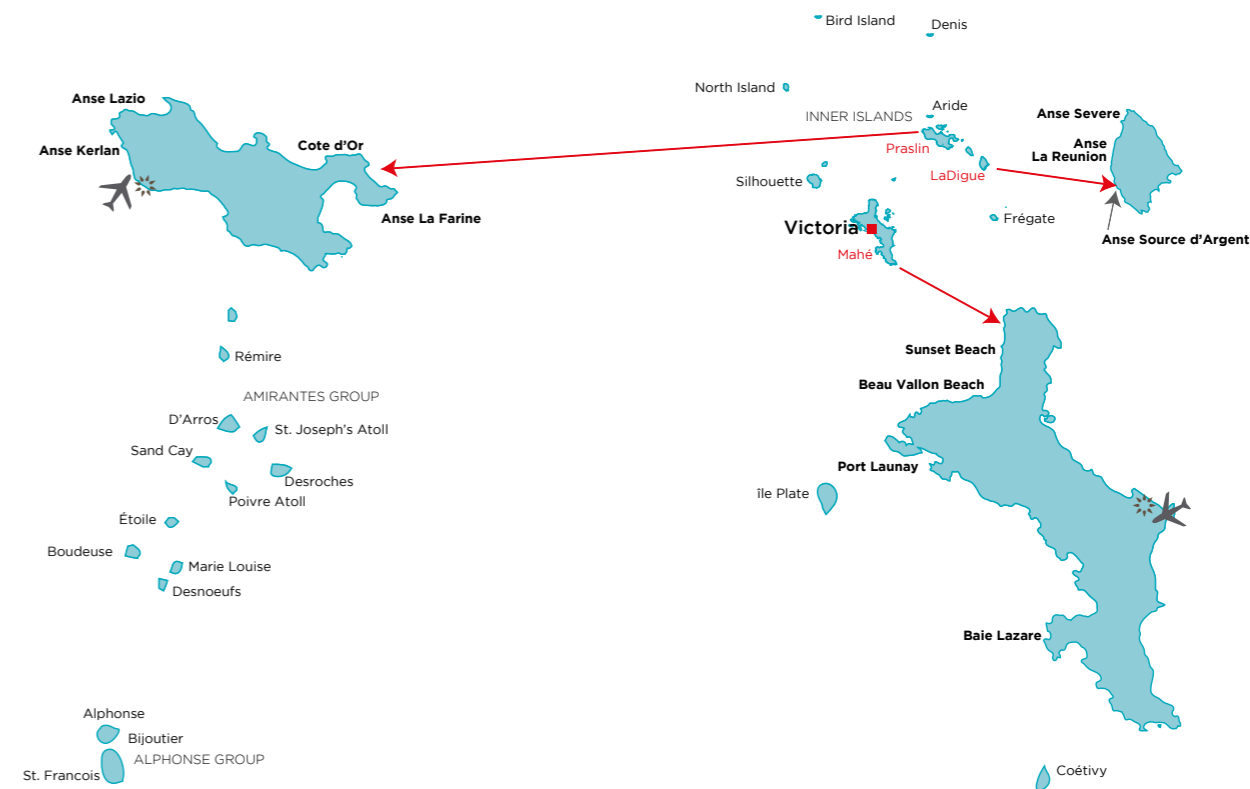 Bird Island
Denis
North Island
Anse Lazio
Aride
INNER ISLANDS
Anse Severe
Cote d'Or
Anse Kerlan
Praslin
Anse
La Reunion
LaDigue
Silhouette
Anse La Farine
Frégate
Victoria
Anse Source d'Argent
Mahé
Sunset Beach
Rémire
Beau Vallon Beach
AMIRANTES GROUP
D'Arros
St. Joseph's Atoll
Sand Cay
Port Launay
Desroches
île Plate
Poivre Atoll
Étoile
Boudeuse
Marie Louise
Desnoeufs
Baie Lazare
Alphonse
Bijoutier
ALPHONSE GROUP
St. Francois
Coétivy